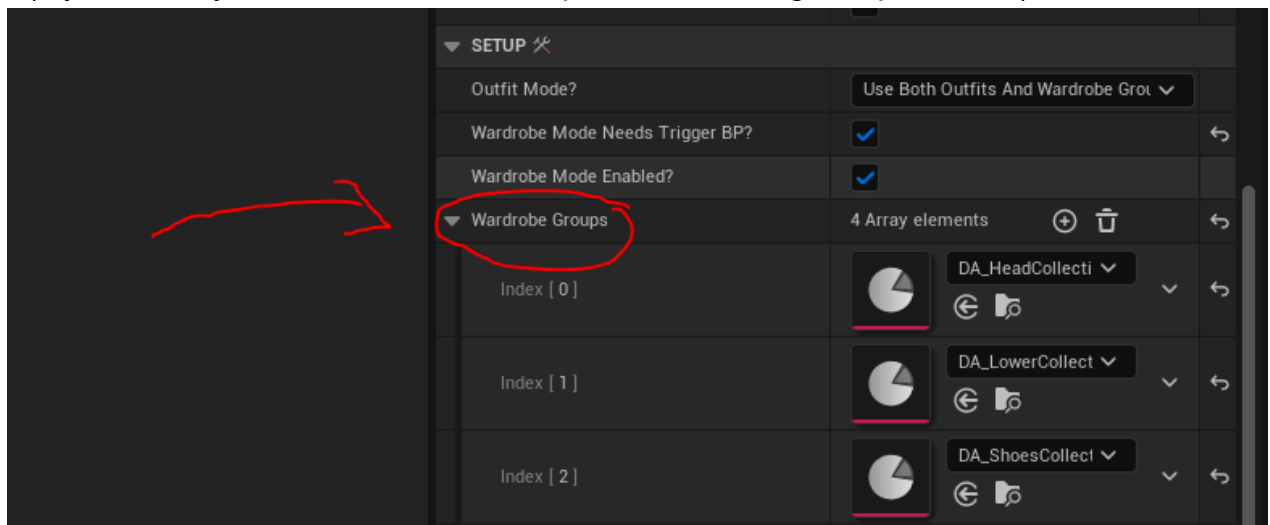 SETUP
Outfit Mode?
Use Both Outfits And Wardrobe Grou
Wardrobe Mode Needs Trigger BP?
Wardrobe Mode Enabled?
Wardrobe Groups
4 Array elements
Index [ 0 ]
DA_HeadCollecti
Index [ 1 ]
DA_LowerCollect
Index [ 2 ]
DA_ShoesCollect